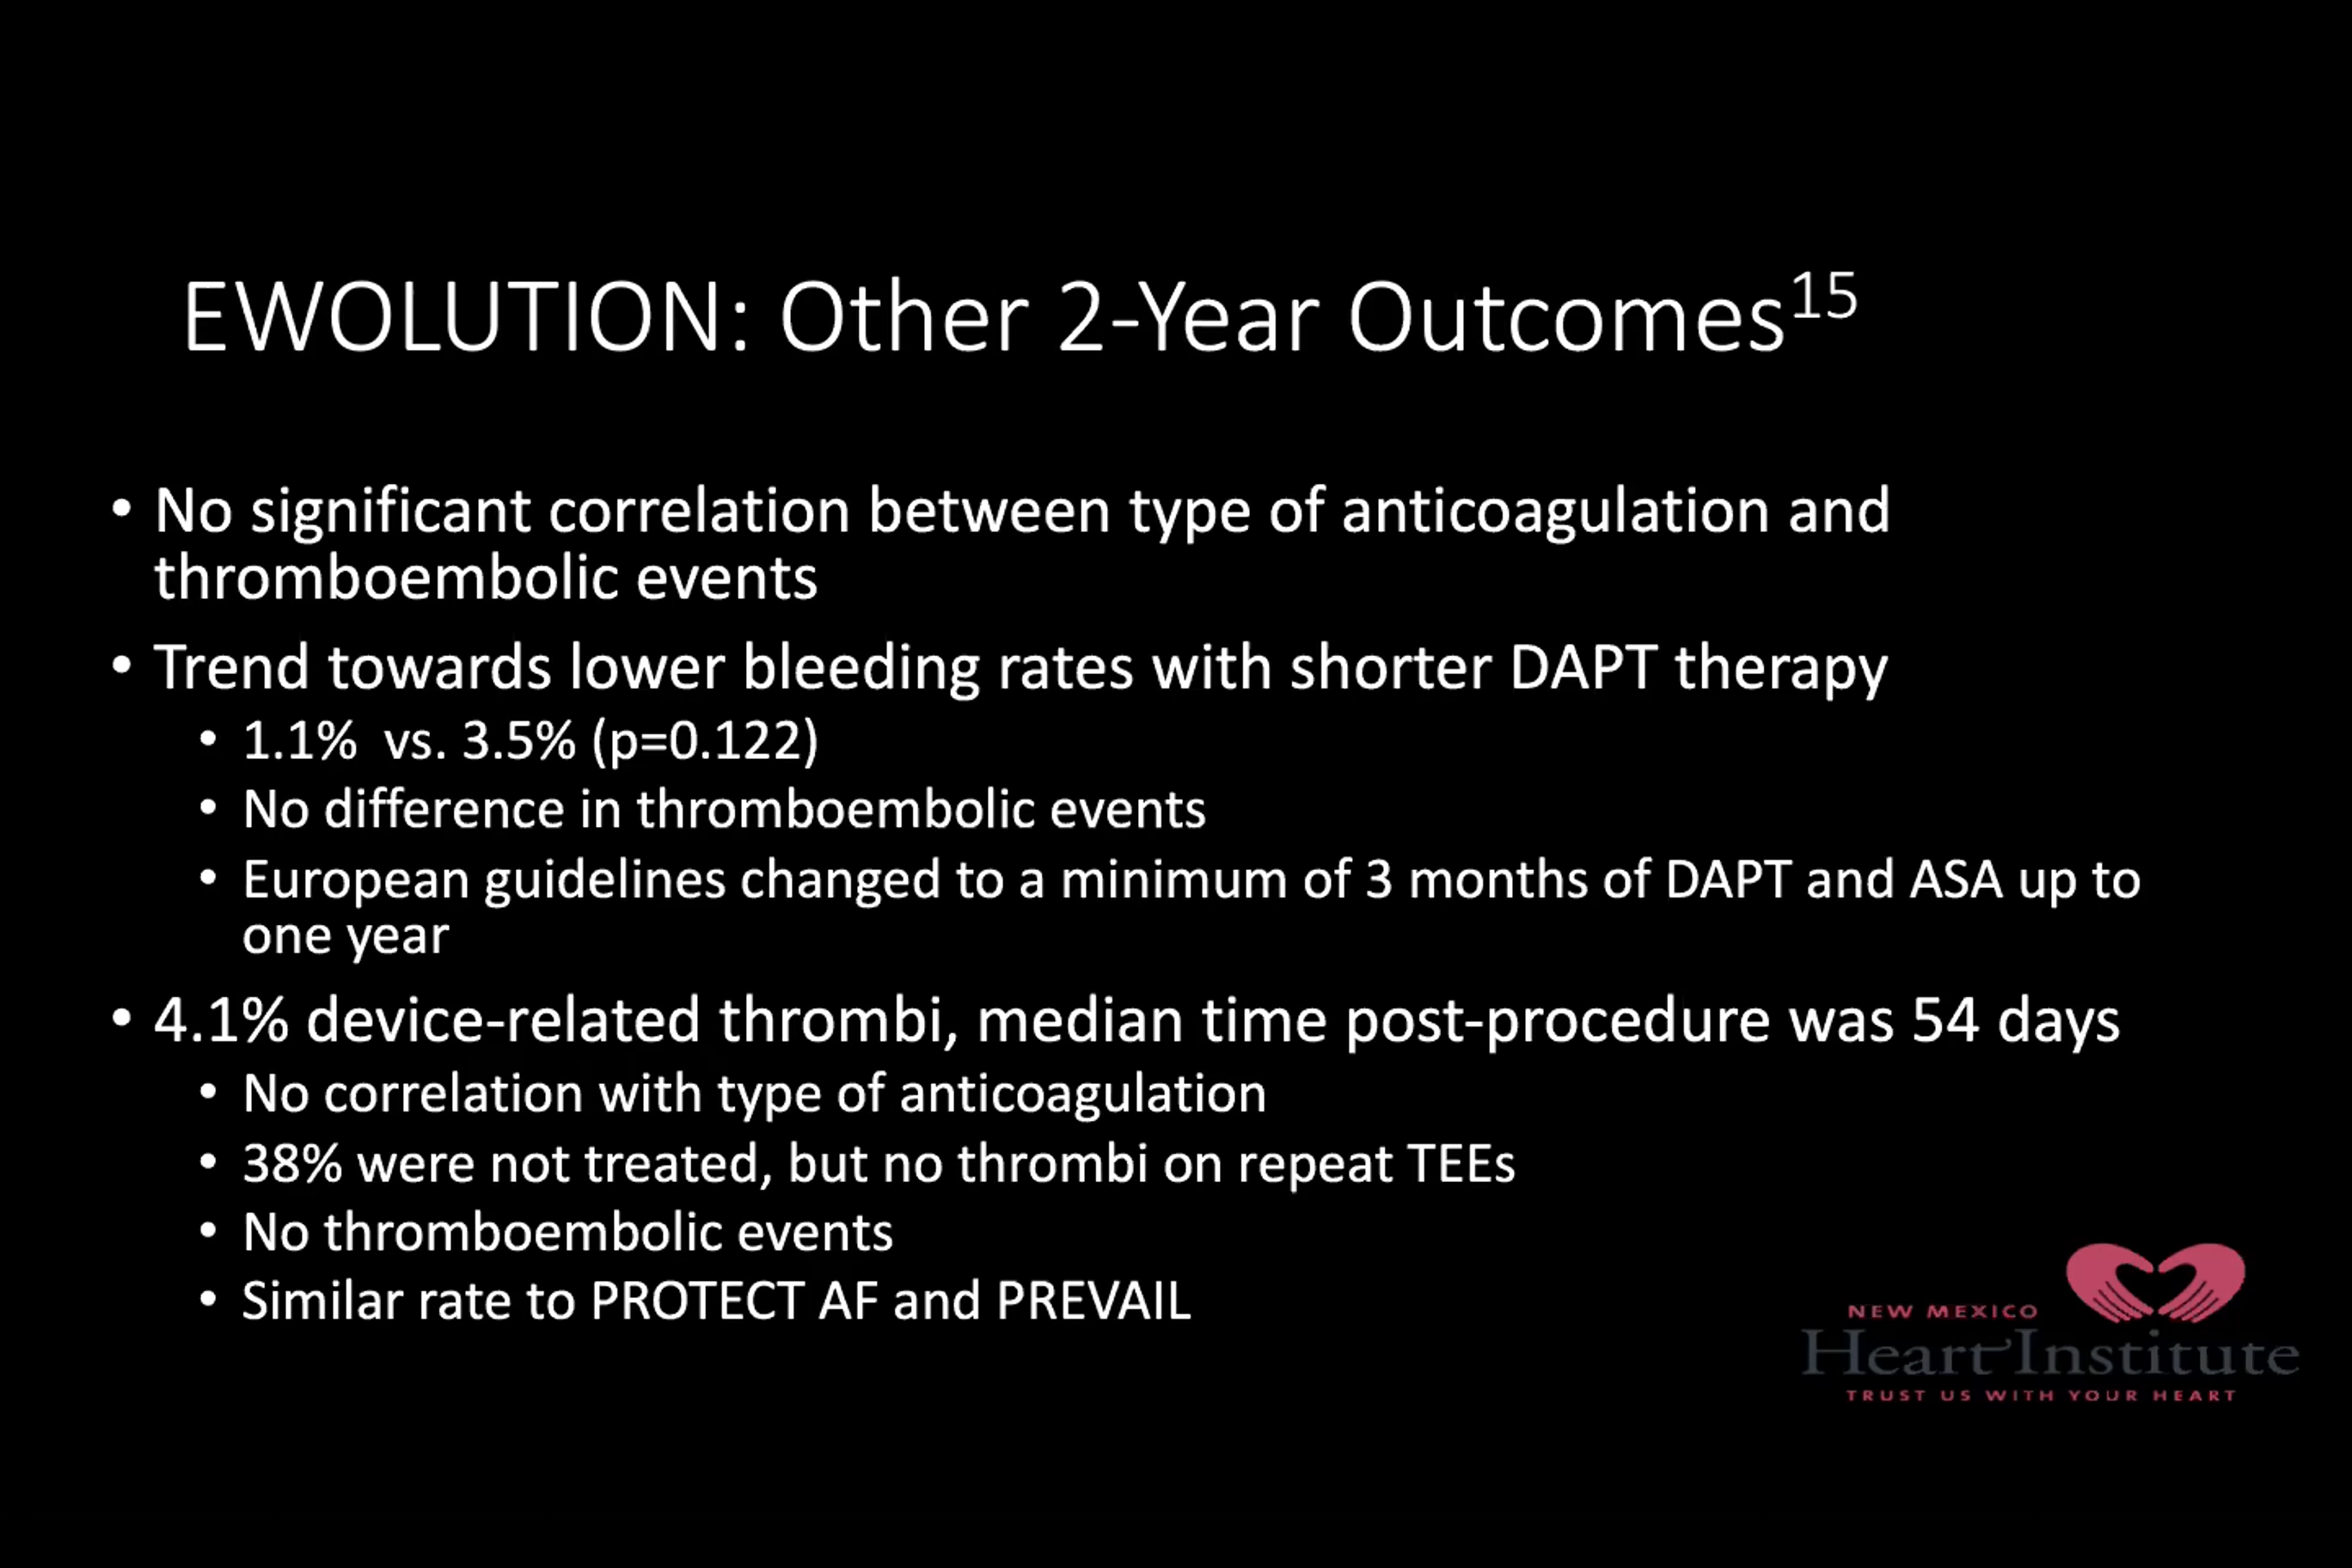 EWOLUTION: Other 2-Year Outcomes15
• No significant correlation between type of anticoagulation and
thromboembolic events
• Trend towards lower bleeding rates with shorter DAPT therapy
• 1.1%  vs. 3.5% (p=0.122)
• No difference in thromboembolic events
• European guidelines changed to a minimum of 3 months of DAPT and ASA up to
one year
• 4.1% device-related thrombi, median time post-procedure was 54 days
• No correlation with type of anticoagulation
• 38% were not treated, but no thrombi on repeat TEEs
• No thromboembolic events
• Similar rate to PROTECT AF and PREVAIL
NEW MEXICO
Heart Institute
TRUST US WITH YOUR HEART